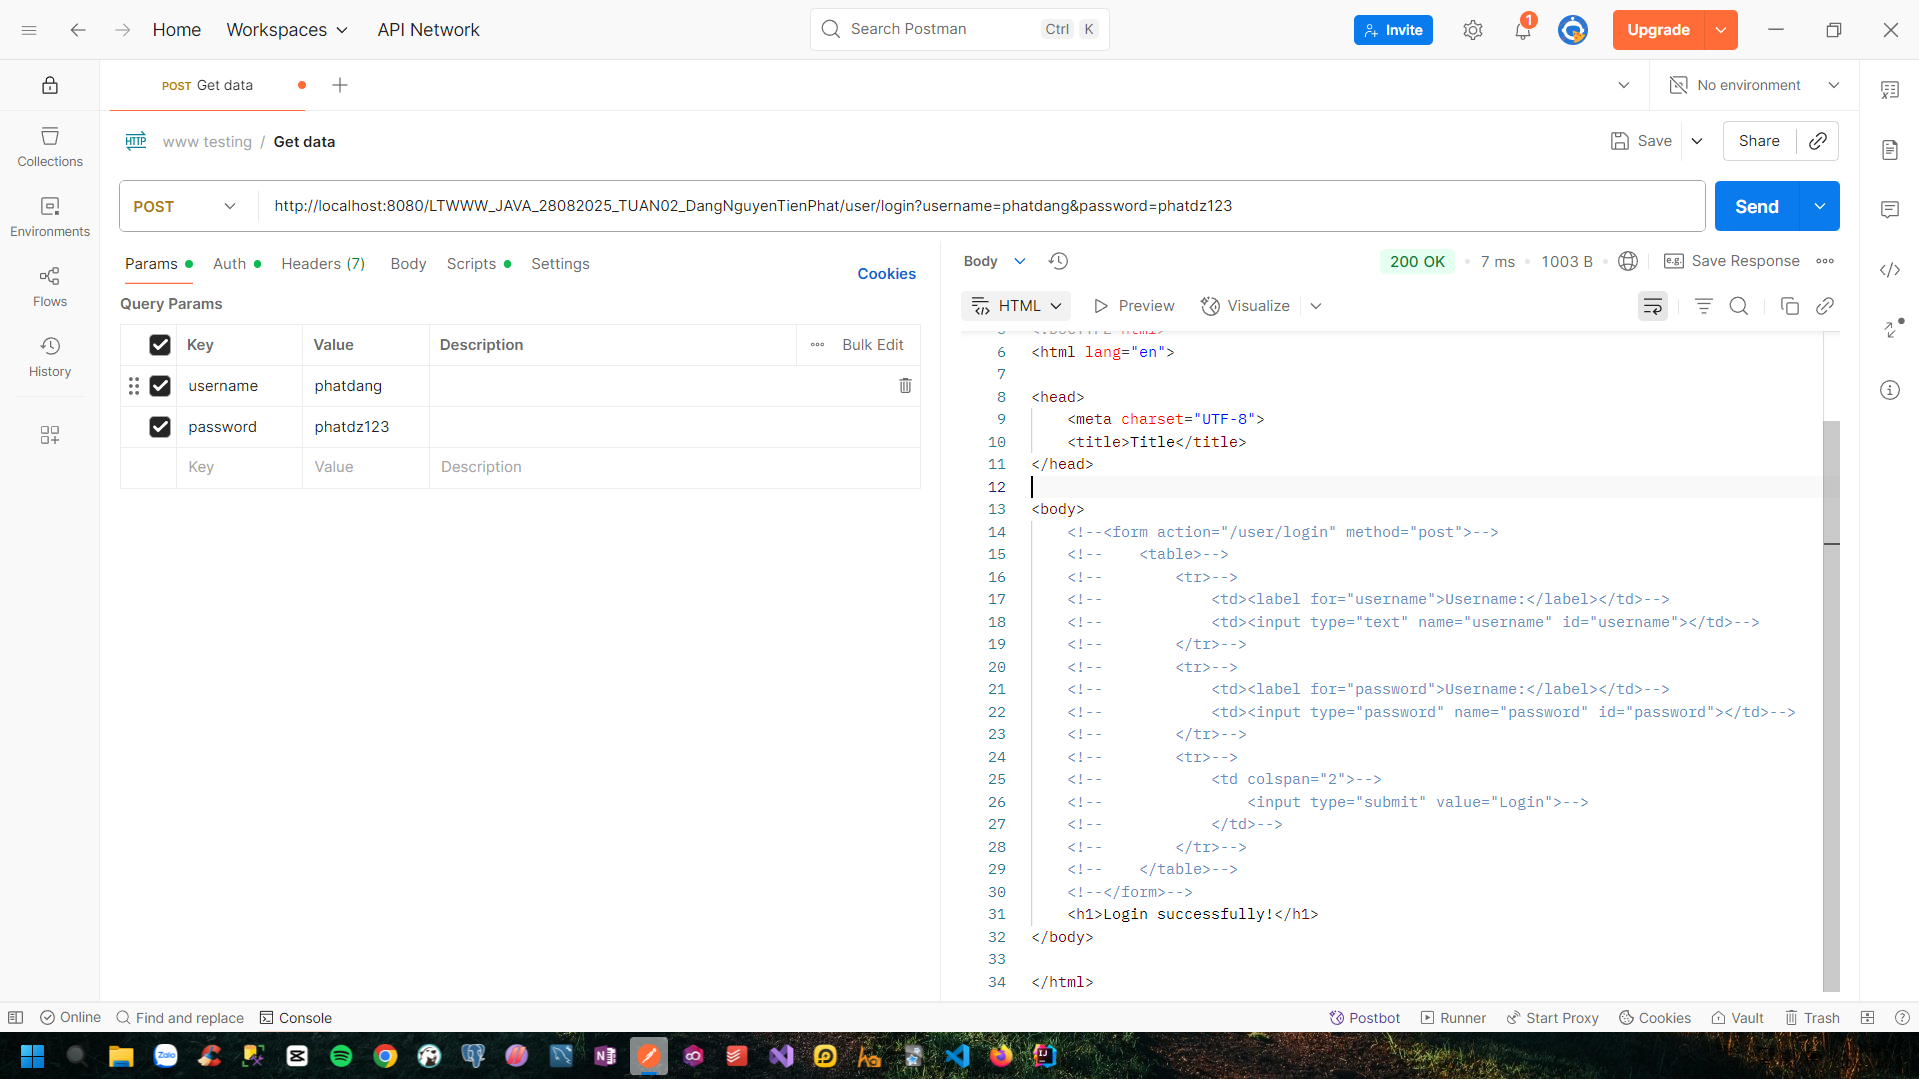 Home
Workspaces
API Network
Search Postman
Ctrl K
Invite
1
Upgrade
POST Get data
No environment
HTTP www testing / Get data
Save
Share
Collections
Environments
Flows
History
POST
http://localhost:8080/LTWWW_JAVA_28082025_TUAN02_DangNguyenTienPhat/user/login?username=phatdang&password=phatdz123
Send
Params
Auth
Headers (7)
Body
Scripts
Settings
Cookies
Query Params
Key Value Description Bulk Edit
username phatdang
password phatdz123
Key Value Description
Body
200 OK
7 ms
1003 B
e.g. Save Response
HTML
Preview
Visualize
5 <!DOCTYPE html>
6 <html lang="en">
7
8 <head>
9 <meta charset="UTF-8">
10 <title>Title</title>
11 </head>
12
13 <body>
14 <!--<form action="/user/login" method="post">-->
15 <!-- <table>-->
16 <!-- <tr>-->
17 <!-- <td><label for="username">Username:</label></td>-->
18 <!-- <td><input type="text" name="username" id="username"></td>-->
19 <!-- </tr>-->
20 <!-- <tr>-->
21 <!-- <td><label for="password">Username:</label></td>-->
22 <!-- <td><input type="password" name="password" id="password"></td>-->
23 <!-- </tr>-->
24 <!-- <tr>-->
25 <!-- <td colspan="2">-->
26 <!-- <input type="submit" value="Login">-->
27 <!-- </td>-->
28 <!-- </tr>-->
29 <!-- </table>-->
30 <!--</form>-->
31 <h1>Login successfully!</h1>
32 </body>
33
34 </html>
Online
Find and replace
Console
Postbot
Runner
Start Proxy
Cookies
Vault
Trash
Zalo